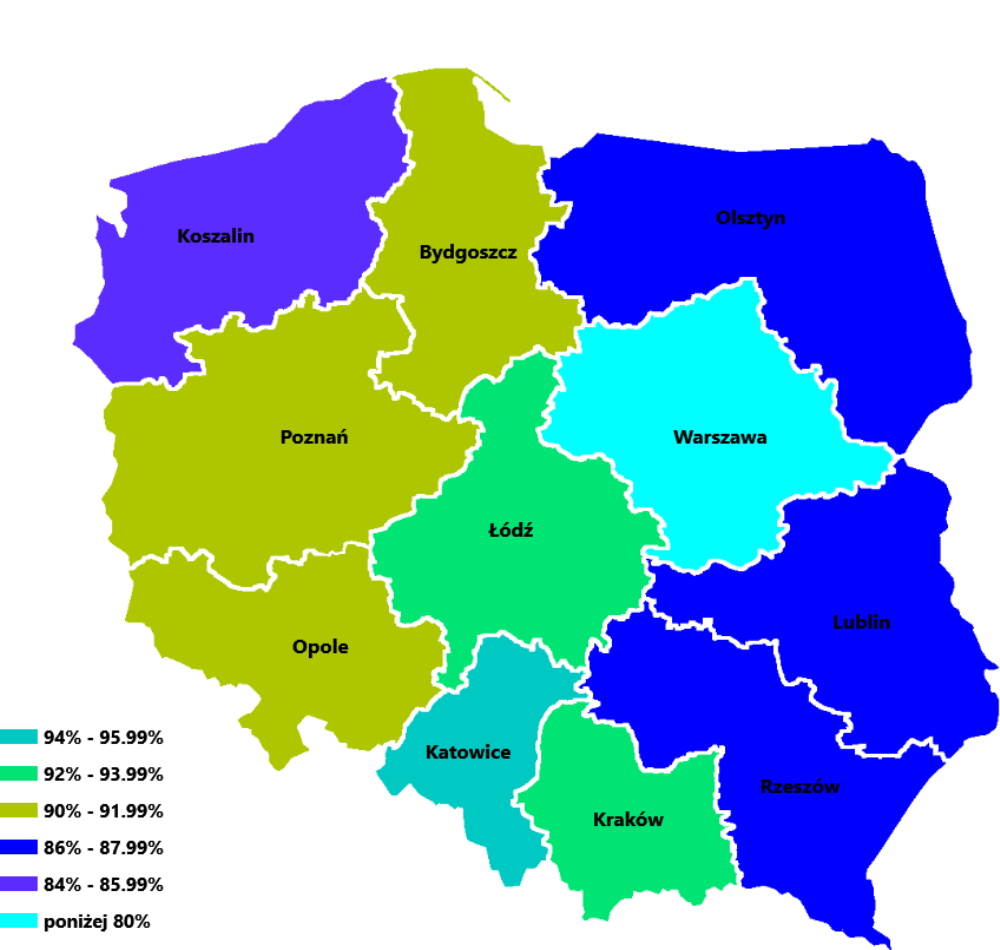 Olsztyn
Koszalin
Bydgoszcz
Poznań
Warszawa
Łódź
Lublin
Opole
Katowice
Rzeszów
Kraków
94% - 95.99%
92% - 93.99%
90% - 91.99%
86% - 87.99%
84% - 85.99%
poniżej 80%